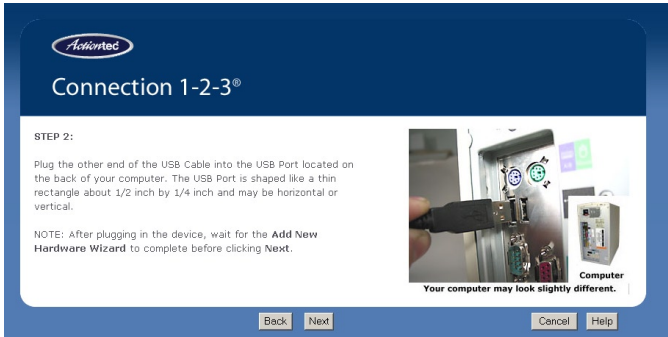 Actiontec
Connection 1-2-3®
STEP 2:
Plug the other end of the USB Cable into the USB Port located on
the back of your computer. The USB Port is shaped like a thin
rectangle about 1/2 inch by 1/4 inch and may be horizontal or
vertical.
NOTE: After plugging in the device, wait for the Add New
Hardware Wizard to complete before clicking Next.
Computer
Your computer may look slightly different.
Back Next Cancel Help